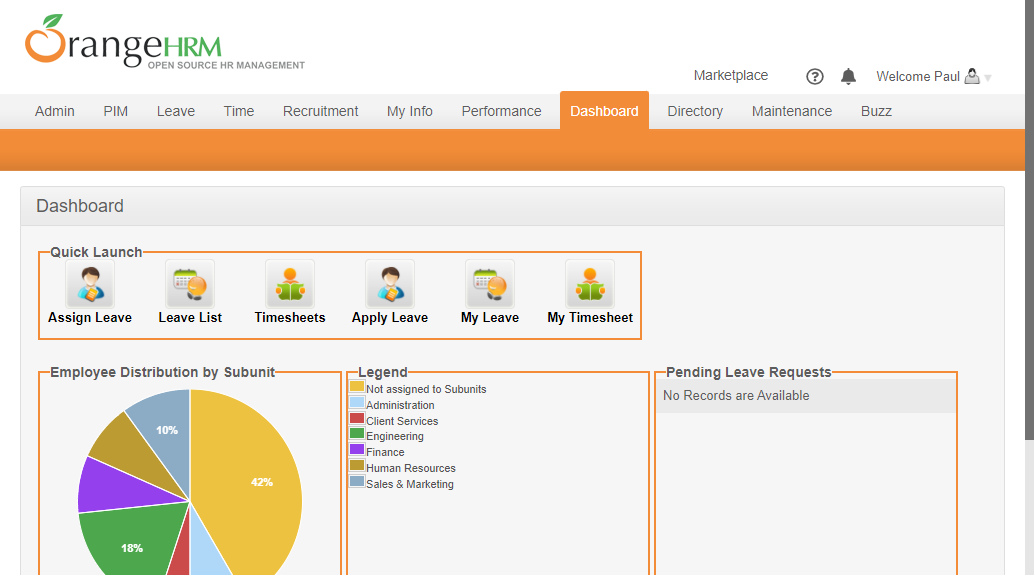 OrangeHRM
OPEN SOURCE HR MANAGEMENT
Marketplace ? Welcome Paul
Admin PIM Leave Time Recruitment My Info Performance Dashboard Directory Maintenance Buzz
Dashboard
Quick Launch
Assign Leave Leave List Timesheets Apply Leave My Leave My Timesheet
Employee Distribution by Subunit
10%
42%
18%
Legend
Not assigned to Subunits
Administration
Client Services
Engineering
Finance
Human Resources
Sales & Marketing
Pending Leave Requests
No Records are Available